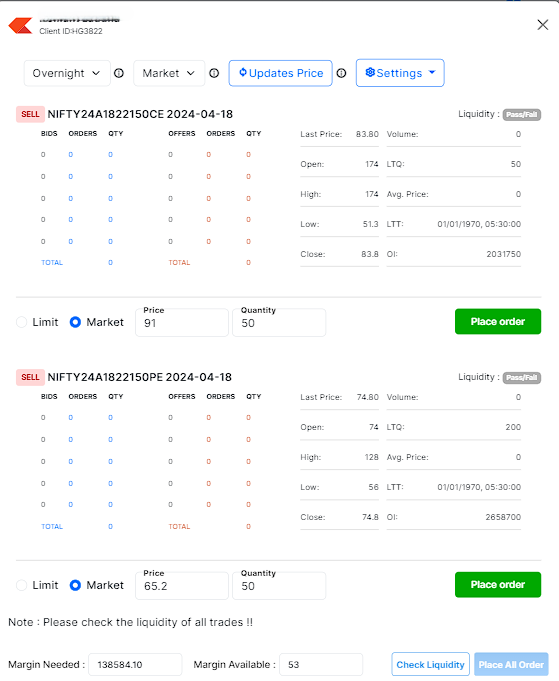 Client ID:HG3822
Overnight Market Updates Price Settings
SELL NIFTY24A1822150CE 2024-04-18 Liquidity : Pass/Fail
BIDS ORDERS QTY OFFERS ORDERS QTY Last Price: 83.80 Volume: 0
0 0 0 0 0 0
Open: 174 LTQ: 50
0 0 0 0 0 0
0 0 0 0 0 0 High: 174 Avg. Price: 0
0 0 0 0 0 0 Low: 51.3 LTT: 01/01/1970, 05:30:00
0 0 0 0 0 0
Close: 83.8 OI: 2031750
TOTAL 0 TOTAL 0
Price Quantity
Limit Market 91 50 Place order
SELL NIFTY24A1822150PE 2024-04-18 Liquidity : Pass/Fail
BIDS ORDERS QTY OFFERS ORDERS QTY Last Price: 74.80 Volume: 0
0 0 0 0 0 0
Open: 74 LTQ: 200
0 0 0 0 0 0
0 0 0 0 0 0 High: 128 Avg. Price: 0
0 0 0 0 0 0 Low: 56 LTT: 01/01/1970, 05:30:00
0 0 0 0 0 0
Close: 74.8 OI: 2658700
TOTAL 0 TOTAL 0
Price Quantity
Limit Market 65.2 50 Place order
Note : Please check the liquidity of all trades !!
Margin Needed : 138584.10 Margin Available : 53 Check Liquidity Place All Order